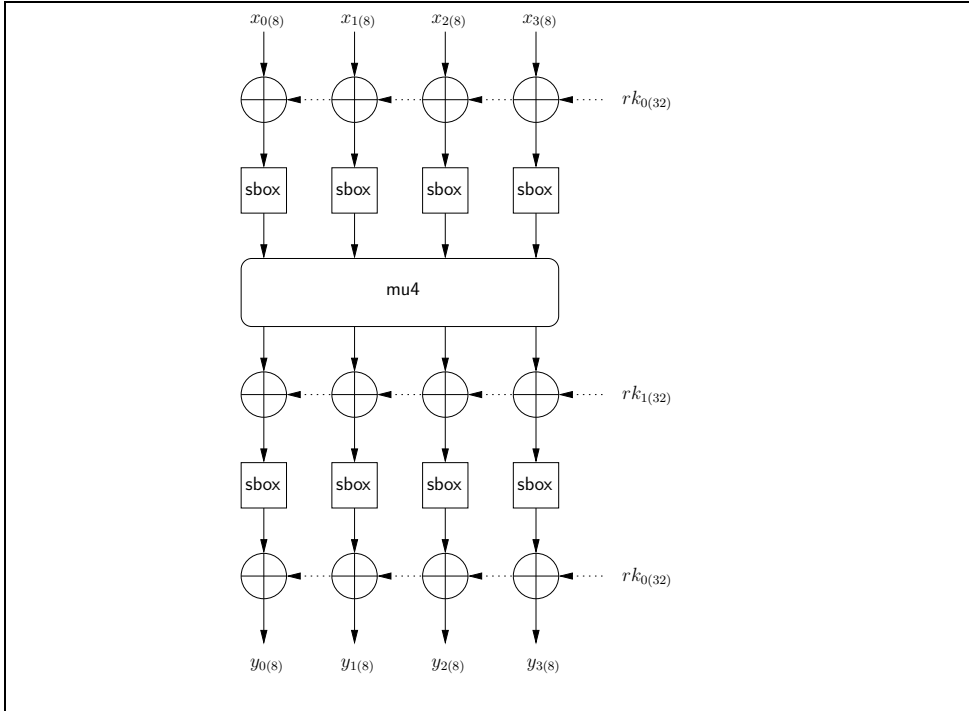 x0(8) x1(8) x2(8) x3(8)
rk0(32)
sbox sbox sbox sbox
mu4
rk1(32)
sbox sbox sbox sbox
rk0(32)
y0(8) y1(8) y2(8) y3(8)